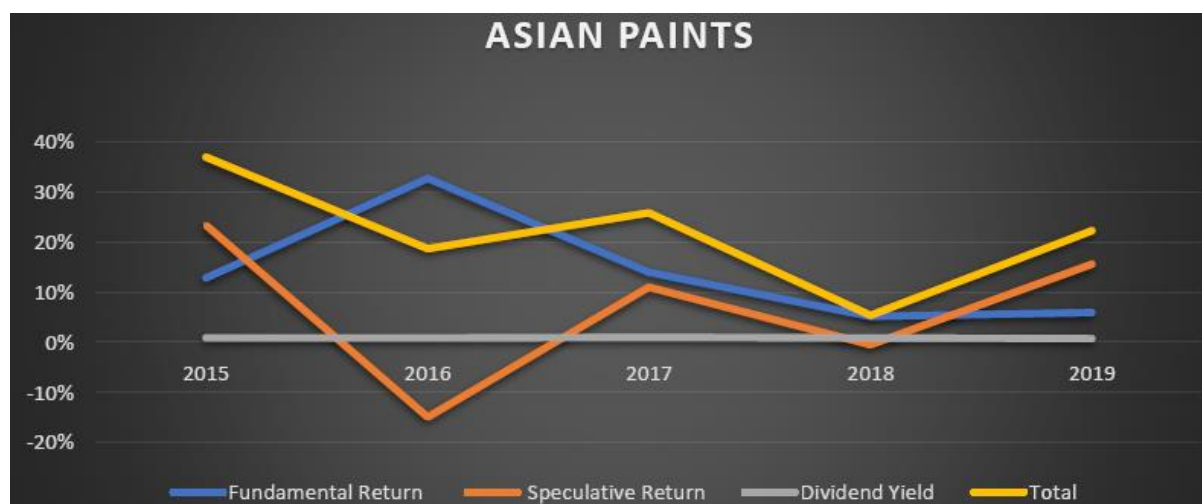 ASIAN PAINTS
40%
30%
20%
10%
0%
2015 2016 2017 2018 2019
-10%
-20%
Fundamental Return Speculative Return Dividend Yield Total